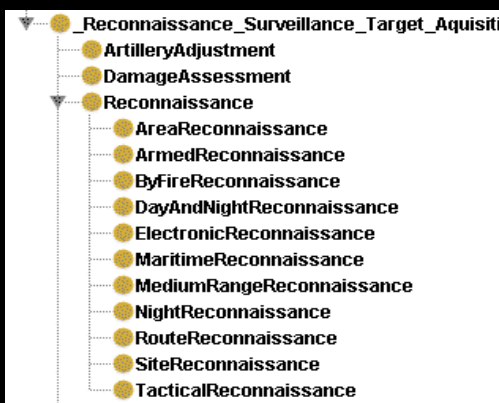 _Reconnaissance_Surveillance_Target_Aquisiti
ArtilleryAdjustment
DamageAssessment
Reconnaissance
AreaReconnaissance
ArmedReconnaissance
ByFireReconnaissance
DayAndNightReconnaissance
ElectronicReconnaissance
MaritimeReconnaissance
MediumRangeReconnaissance
NightReconnaissance
RouteReconnaissance
SiteReconnaissance
TacticalReconnaissance